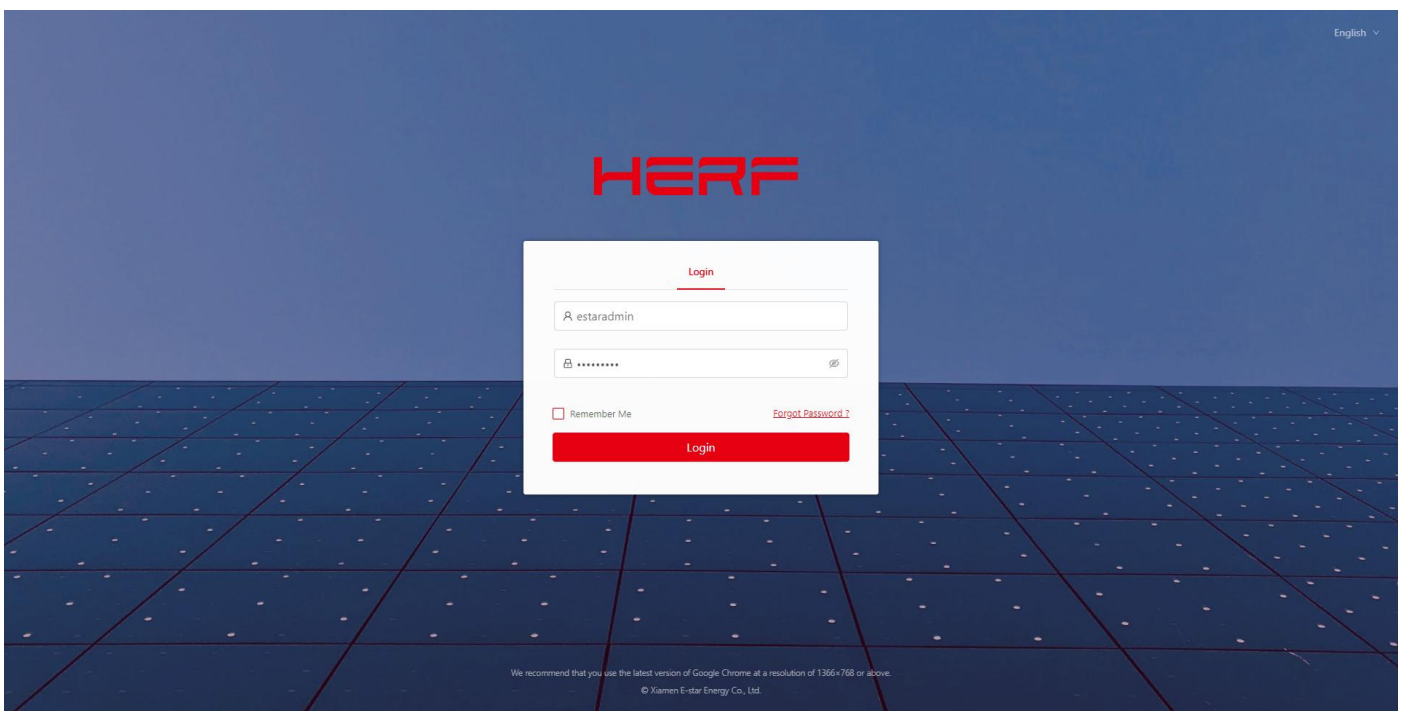 English
HERF
Login
estaradmin
•••••••••
Remember Me
Forgot Password ?
Login
We recommend that you use the latest version of Google Chrome at a resolution of 1366×768 or above.
© Xiamen E-star Energy Co., Ltd.